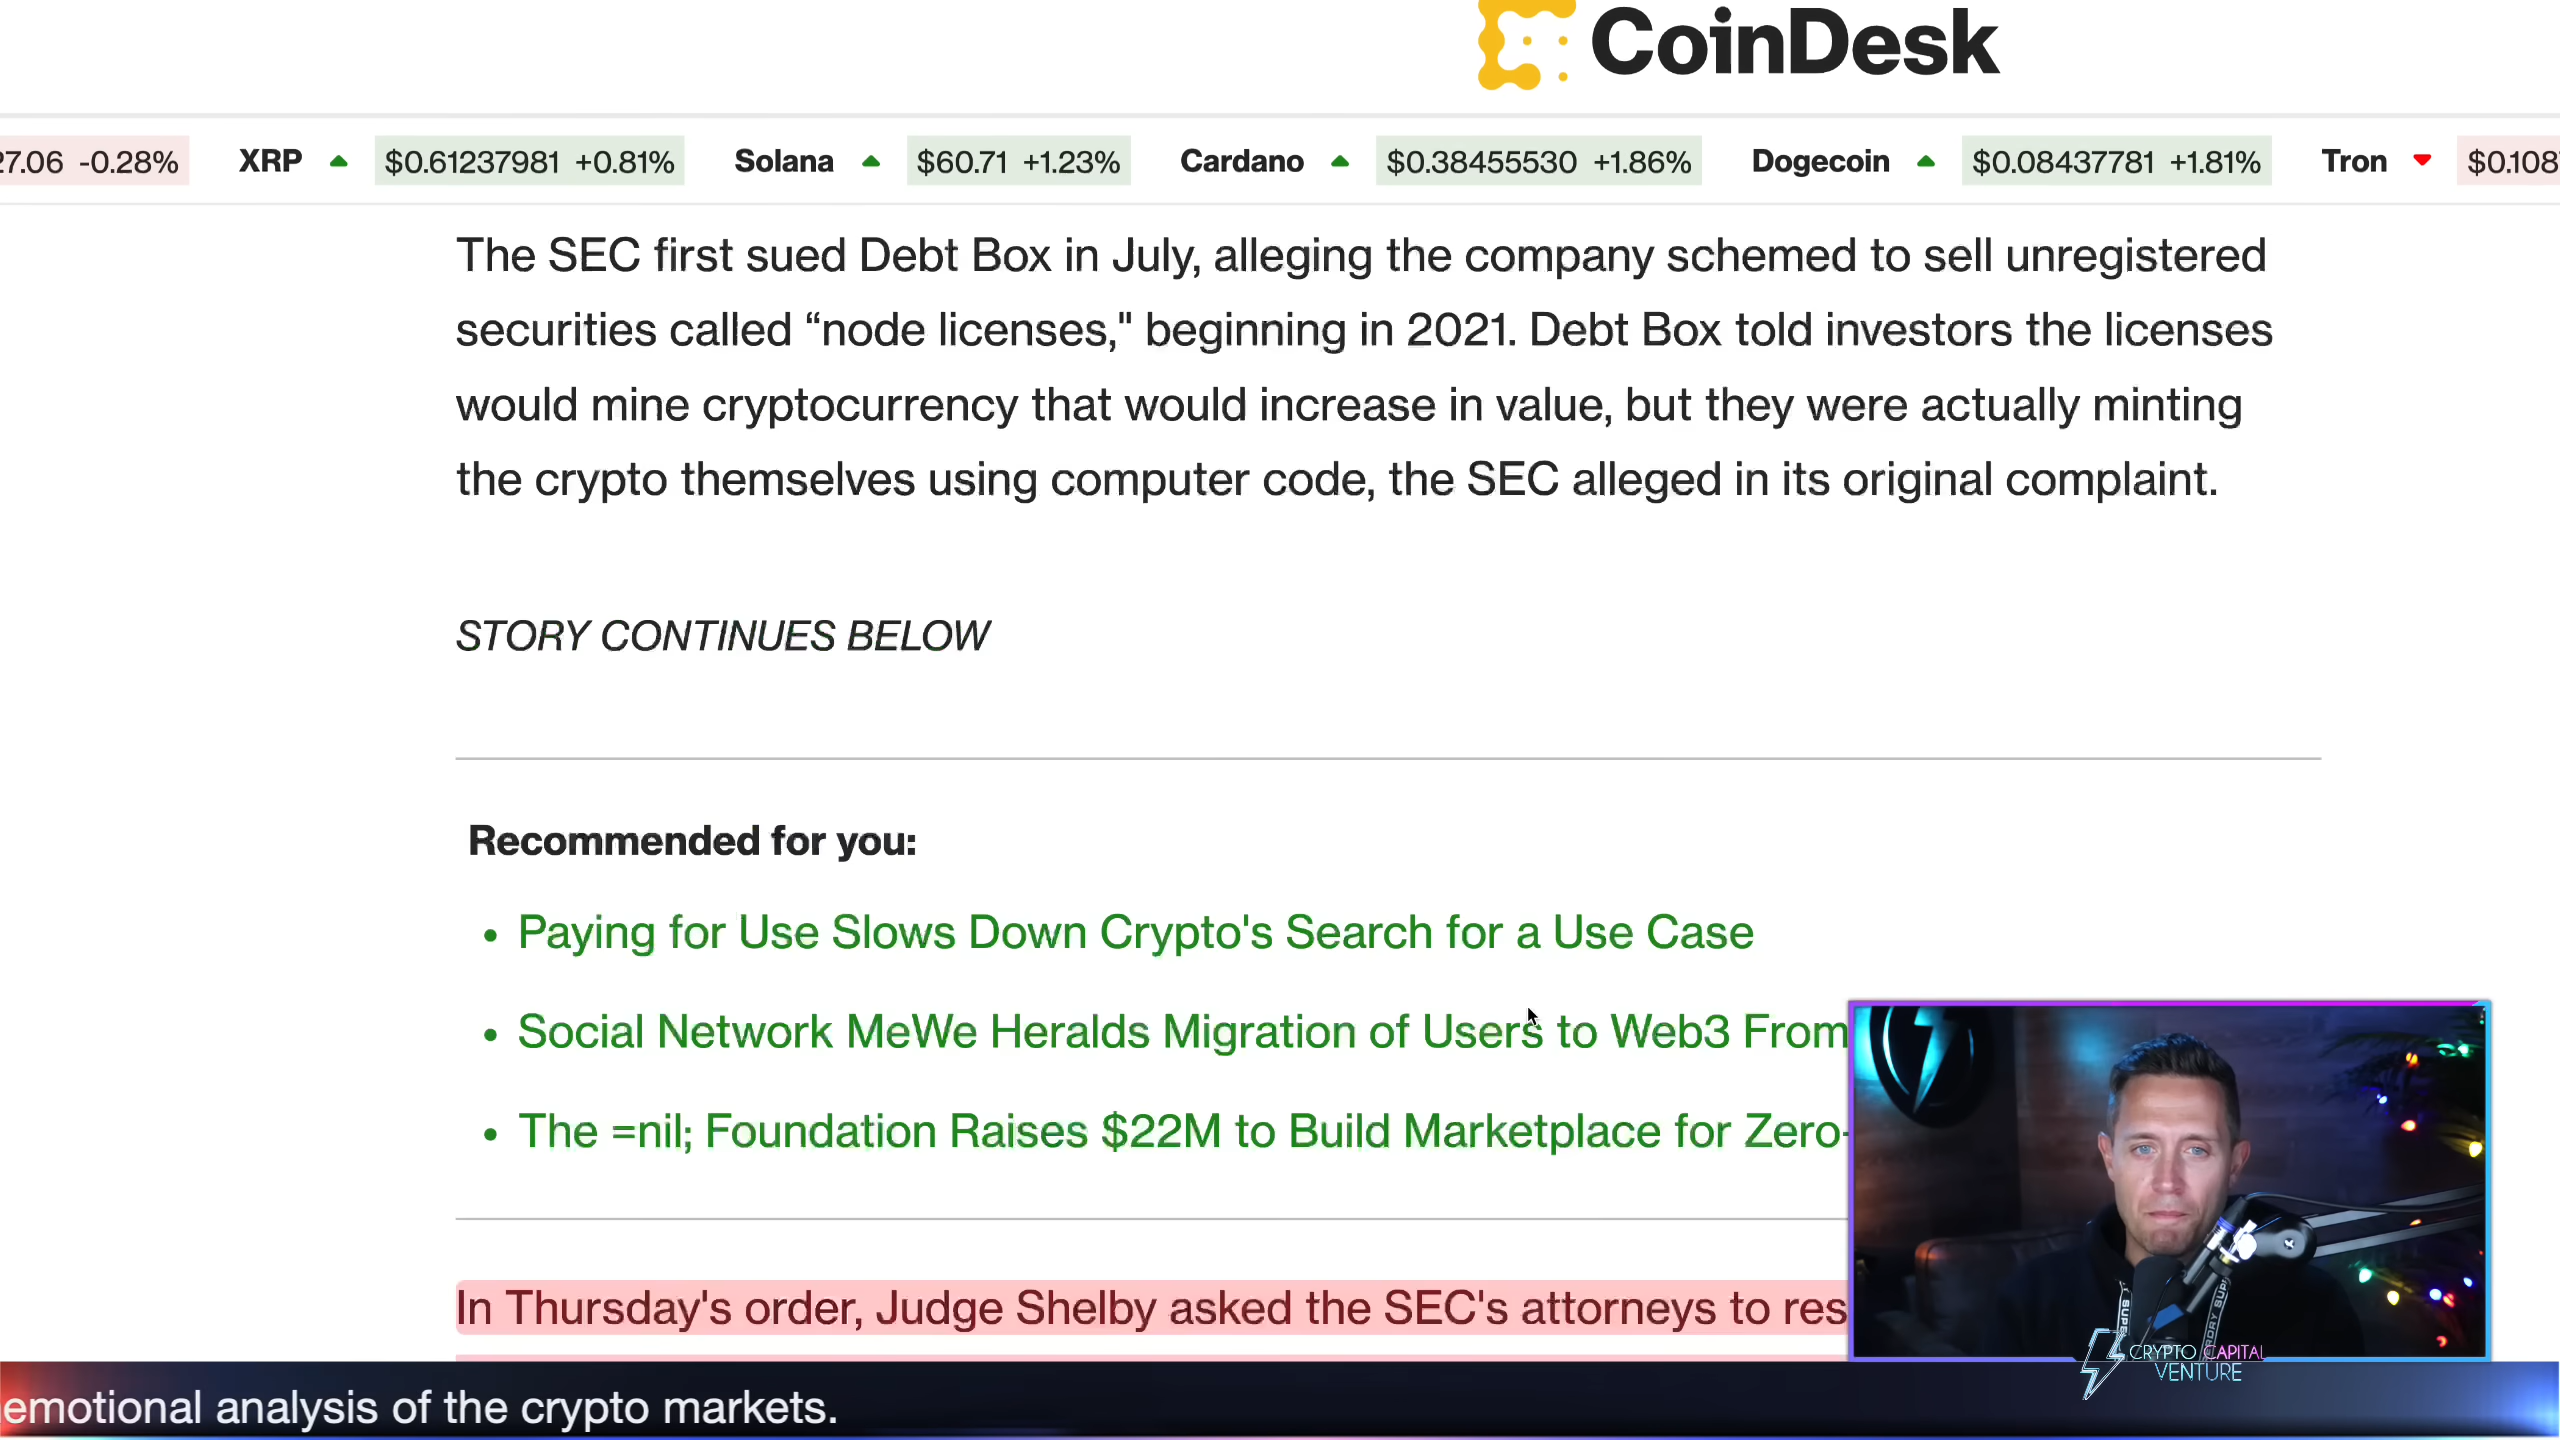 CoinDesk
27.06 -0.28% XRP $0.61237981 +0.81% Solana $60.71 +1.23% Cardano $0.38455530 +1.86% Dogecoin $0.08437781 +1.81% Tron $0.108
The SEC first sued Debt Box in July, alleging the company schemed to sell unregistered
securities called “node licenses," beginning in 2021. Debt Box told investors the licenses
would mine cryptocurrency that would increase in value, but they were actually minting
the crypto themselves using computer code, the SEC alleged in its original complaint.
STORY CONTINUES BELOW
Recommended for you:
• Paying for Use Slows Down Crypto's Search for a Use Case
• Social Network MeWe Heralds Migration of Users to Web3 From
• The =nil; Foundation Raises $22M to Build Marketplace for Zero-
In Thursday's order, Judge Shelby asked the SEC's attorneys to res
CRYPTO CAPITAL
VENTURE
emotional analysis of the crypto markets.